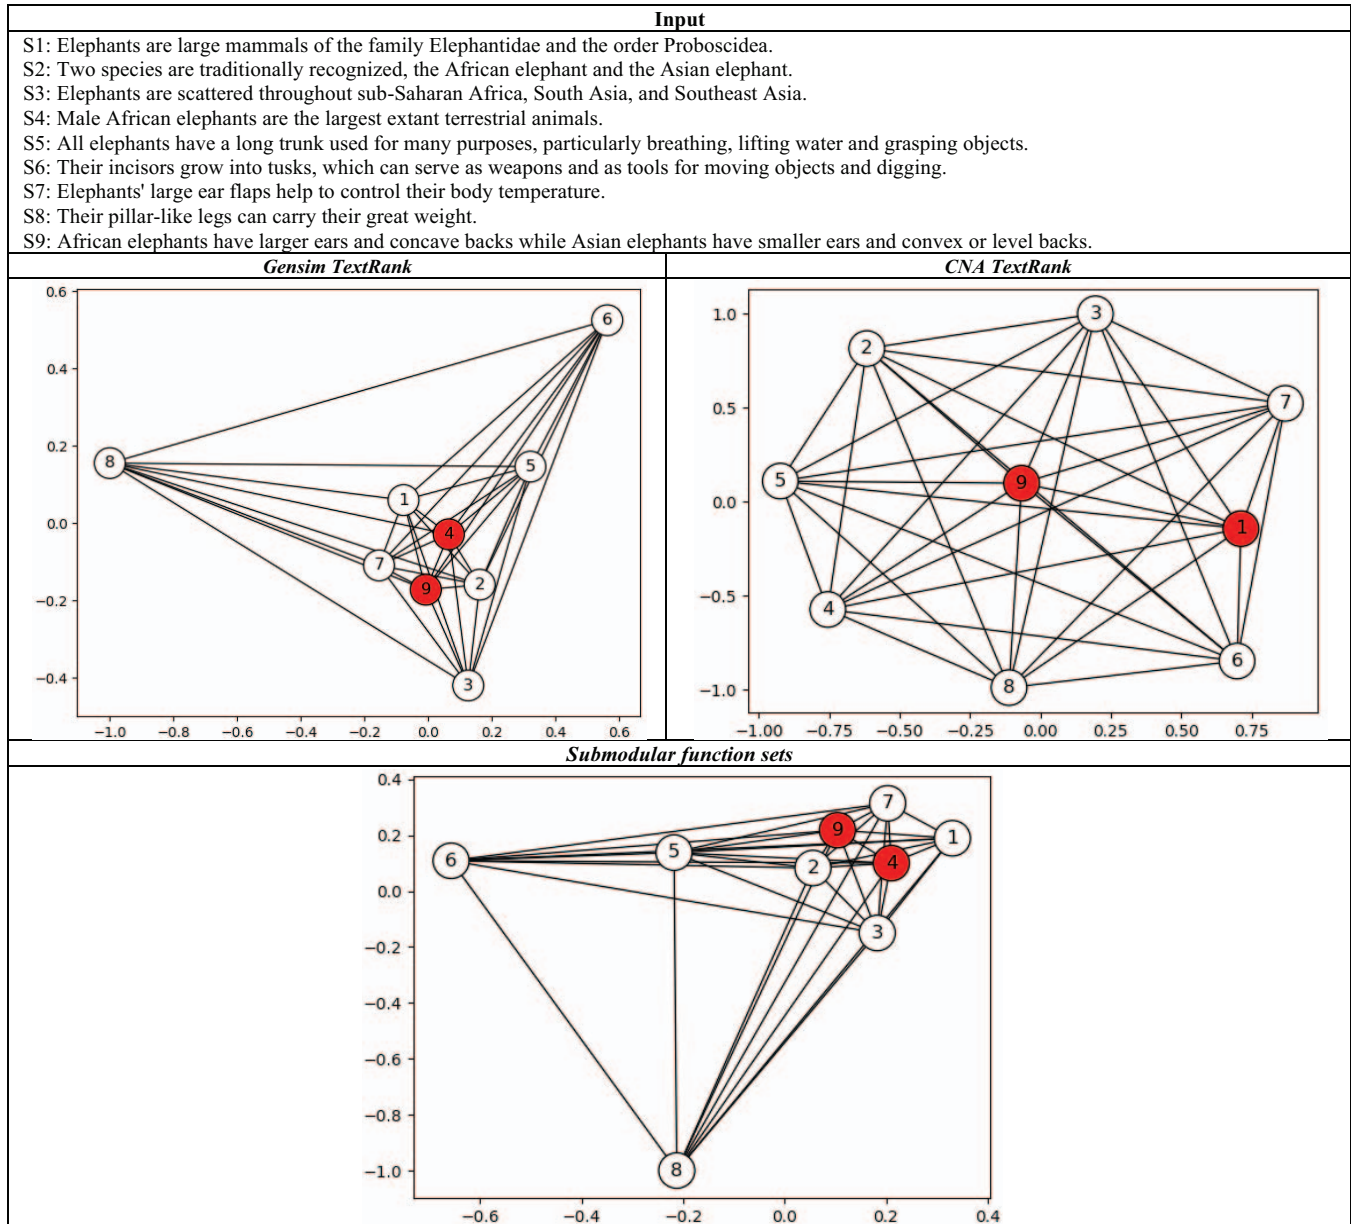 Input
S1: Elephants are large mammals of the family Elephantidae and the order Proboscidea.
S2: Two species are traditionally recognized, the African elephant and the Asian elephant.
S3: Elephants are scattered throughout sub-Saharan Africa, South Asia, and Southeast Asia.
S4: Male African elephants are the largest extant terrestrial animals.
S5: All elephants have a long trunk used for many purposes, particularly breathing, lifting water and grasping objects.
S6: Their incisors grow into tusks, which can serve as weapons and as tools for moving objects and digging.
S7: Elephants' large ear flaps help to control their body temperature.
S8: Their pillar-like legs can carry their great weight.
S9: African elephants have larger ears and concave backs while Asian elephants have smaller ears and convex or level backs.
Gensim TextRank
0.6
0.4
0.2
0.0
−0.2
−0.4
6
8
5
1
4
7
2
9
3
−1.0 −0.8 −0.6 −0.4 −0.2 0.0 0.2 0.4 0.6
CNA TextRank
1.0
0.5
0.0
−0.5
−1.0
3
2
7
5
9
1
4
6
8
−1.00 −0.75 −0.50 −0.25 0.00 0.25 0.50 0.75
Submodular function sets
0.4
0.2
0.0
−0.2
−0.4
−0.6
−0.8
−1.0
7
9
1
5
6
2
4
3
8
−0.6 −0.4 −0.2 0.0 0.2 0.4